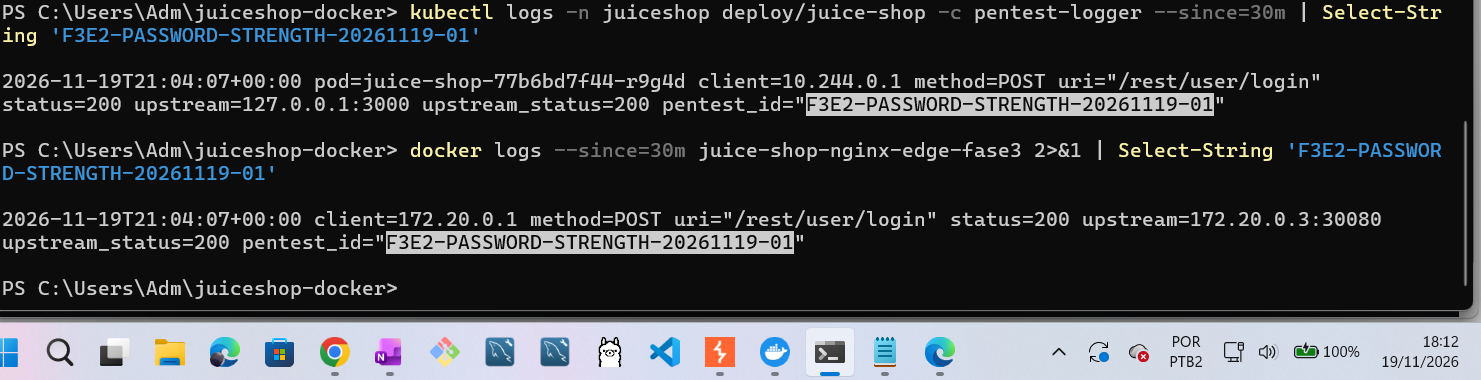 PS C:\Users\Adm\juiceshop-docker> kubectl logs -n juiceshop deploy/juice-shop -c pentest-logger --since=30m | Select-Str
ing 'F3E2-PASSWORD-STRENGTH-20261119-01'
2026-11-19T21:04:07+00:00 pod=juice-shop-77b6bd7f44-r9g4d client=10.244.0.1 method=POST uri="/rest/user/login"
status=200 upstream=127.0.0.1:3000 upstream_status=200 pentest_id="F3E2-PASSWORD-STRENGTH-20261119-01"
PS C:\Users\Adm\juiceshop-docker> docker logs --since=30m juice-shop-nginx-edge-fase3 2>&1 | Select-String 'F3E2-PASSWOR
D-STRENGTH-20261119-01'
2026-11-19T21:04:07+00:00 client=172.20.0.1 method=POST uri="/rest/user/login" status=200 upstream=172.20.0.3:30080
upstream_status=200 pentest_id="F3E2-PASSWORD-STRENGTH-20261119-01"
PS C:\Users\Adm\juiceshop-docker>
N
POR
PTB2
100%
18:12
19/11/2026